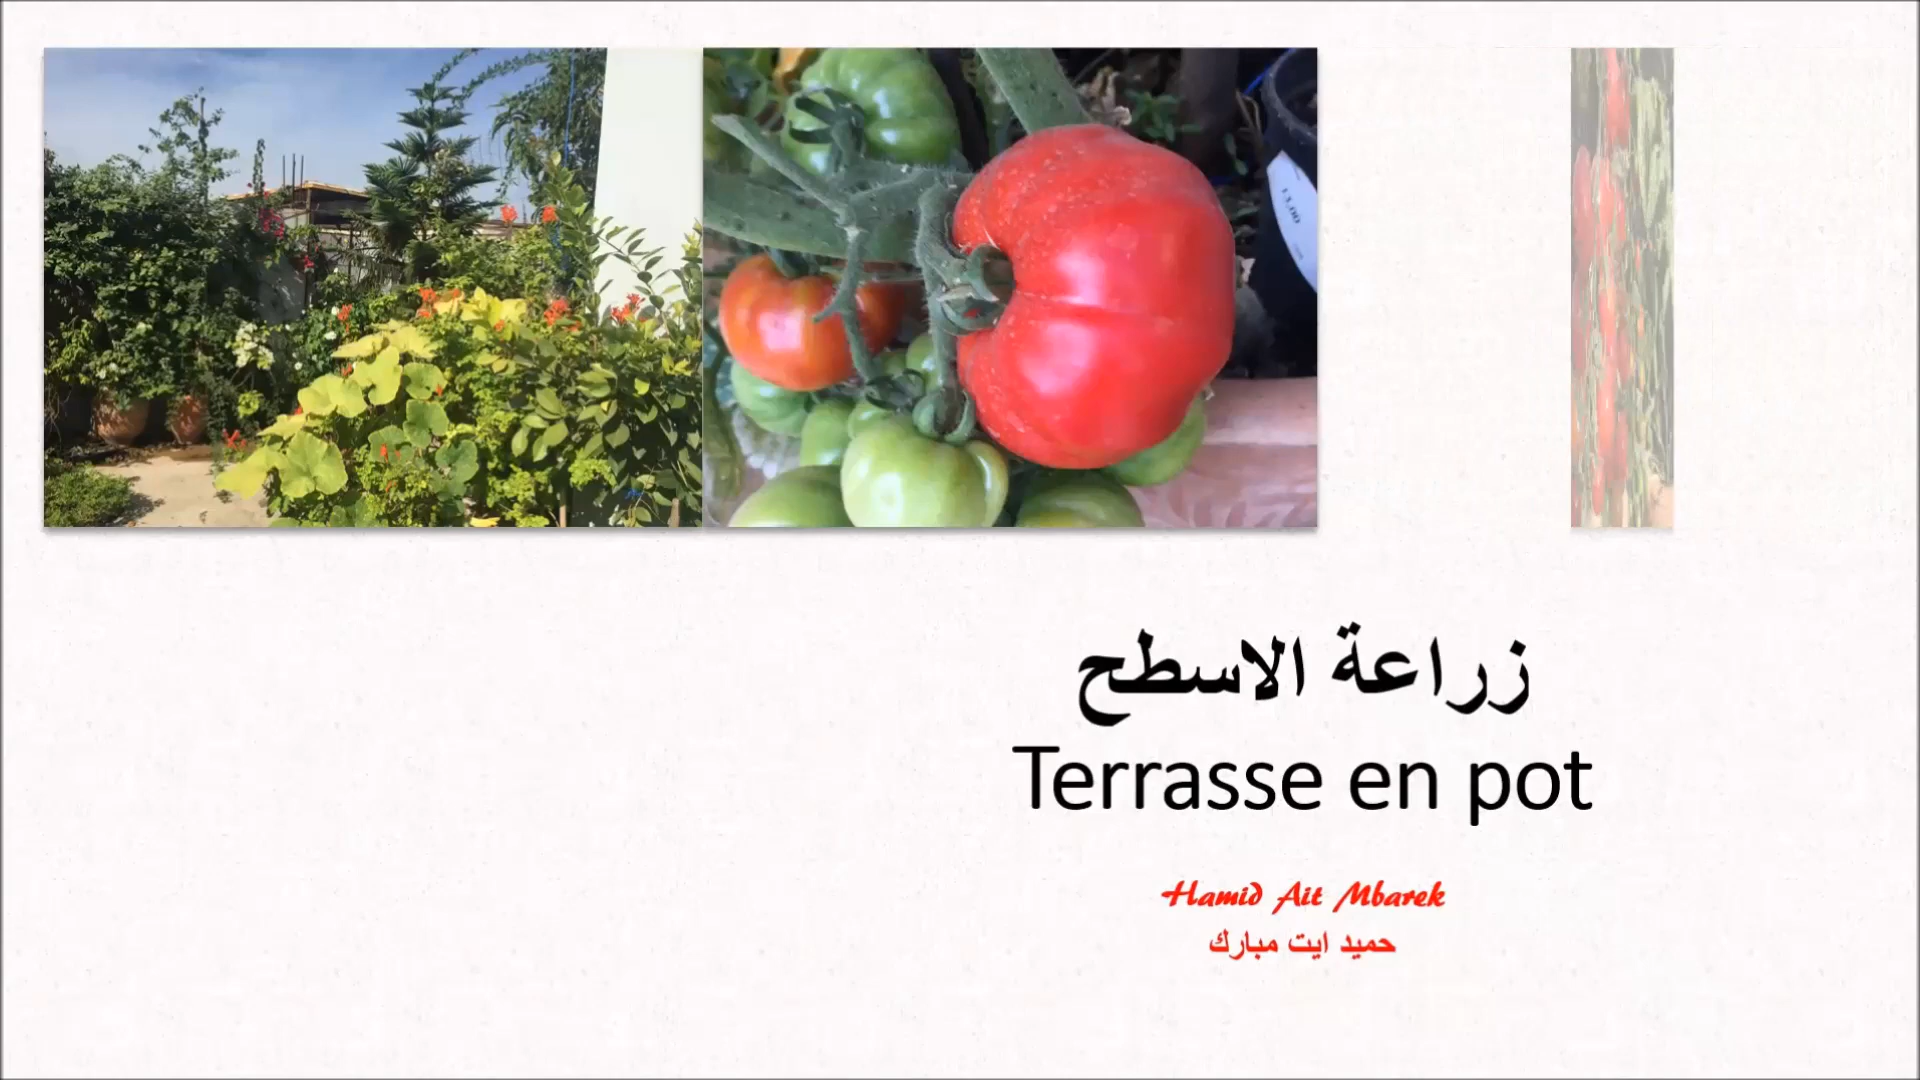 زراعة الاسطح
Terrasse en pot
Hamid Ait Mbarek
حميد ايت مبارك